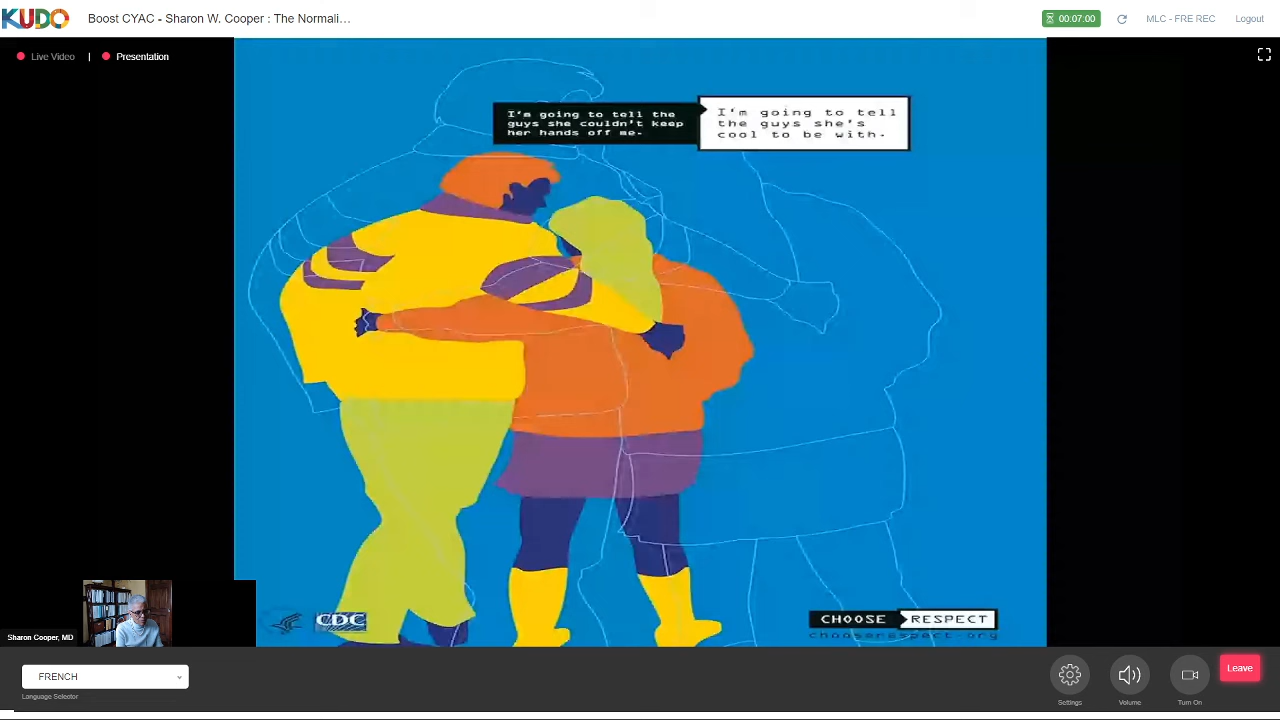 KUDO
Boost CYAC - Sharon W. Cooper : The Normali...
00:07:00
MLC - FRE REC
Logout
Live Video | Presentation
I'm going to tell the
guys she couldn't keep
her hands off me.
I'm going to tell
the guys she's
cool to be with.
CDC
CHOOSE RESPECT
chooserespect.org
Sharon Cooper, MD
FRENCH
Language Selector
Settings
Volume
Turn On
Leave